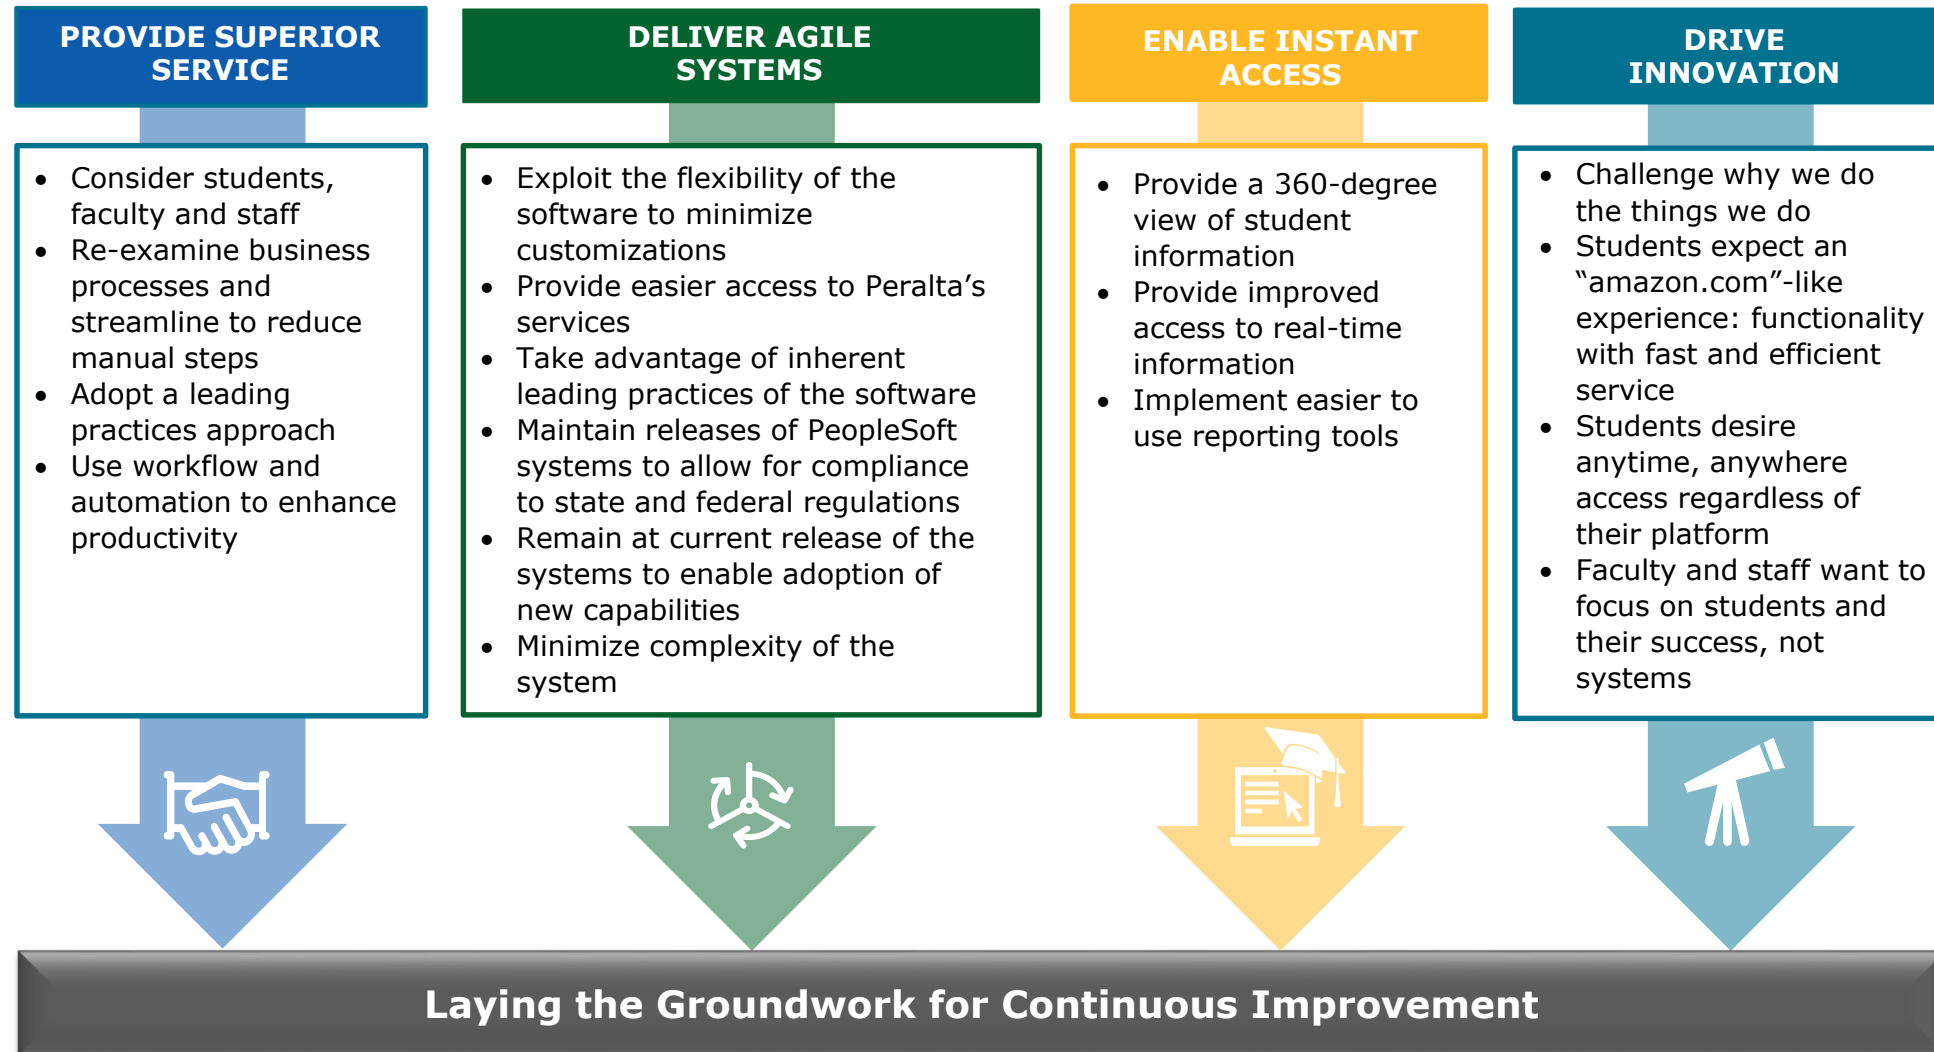 PROVIDE SUPERIOR
SERVICE
• Consider students,
faculty and staff
• Re-examine business
processes and
streamline to reduce
manual steps
• Adopt a leading
practices approach
• Use workflow and
automation to enhance
productivity
DELIVER AGILE
SYSTEMS
• Exploit the flexibility of the
software to minimize
customizations
• Provide easier access to Peralta’s
services
• Take advantage of inherent
leading practices of the software
• Maintain releases of PeopleSoft
systems to allow for compliance
to state and federal regulations
• Remain at current release of the
systems to enable adoption of
new capabilities
• Minimize complexity of the
system
ENABLE INSTANT
ACCESS
• Provide a 360-degree
view of student
information
• Provide improved
access to real-time
information
• Implement easier to
use reporting tools
DRIVE
INNOVATION
• Challenge why we do
the things we do
• Students expect an
“amazon.com”-like
experience: functionality
with fast and efficient
service
• Students desire
anytime, anywhere
access regardless of
their platform
• Faculty and staff want to
focus on students and
their success, not
systems
Laying the Groundwork for Continuous Improvement